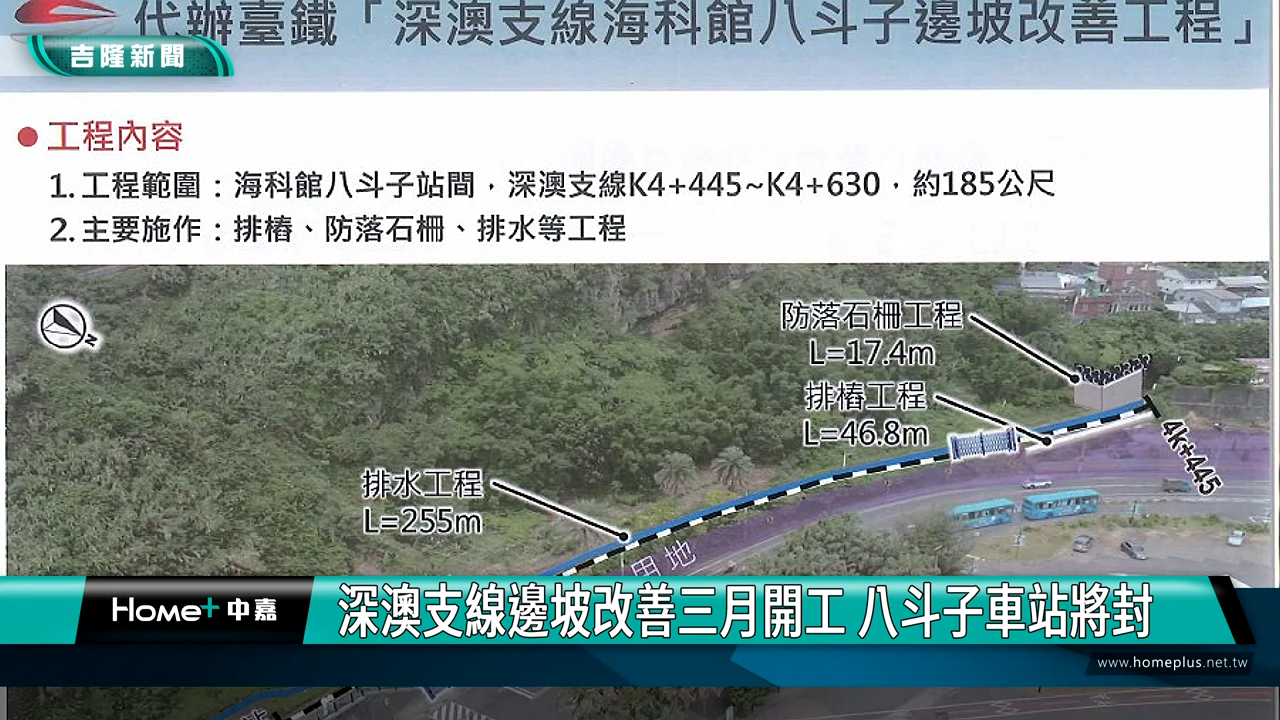 代辦臺鐵「深澳支線海科館八斗子邊坡改善工程」
吉隆新聞
工程內容
1. 工程範圍：海科館八斗子站間，深澳支線K4+445~K4+630，約185公尺
2. 主要施作：排樁、防落石柵、排水等工程
N
防落石柵工程
L=17.4m
排樁工程
L=46.8m
4k+445
排水工程
L=255m
用地
Home+ 中嘉
深澳支線邊坡改善三月開工 八斗子車站將封
www.homeplus.net.tw